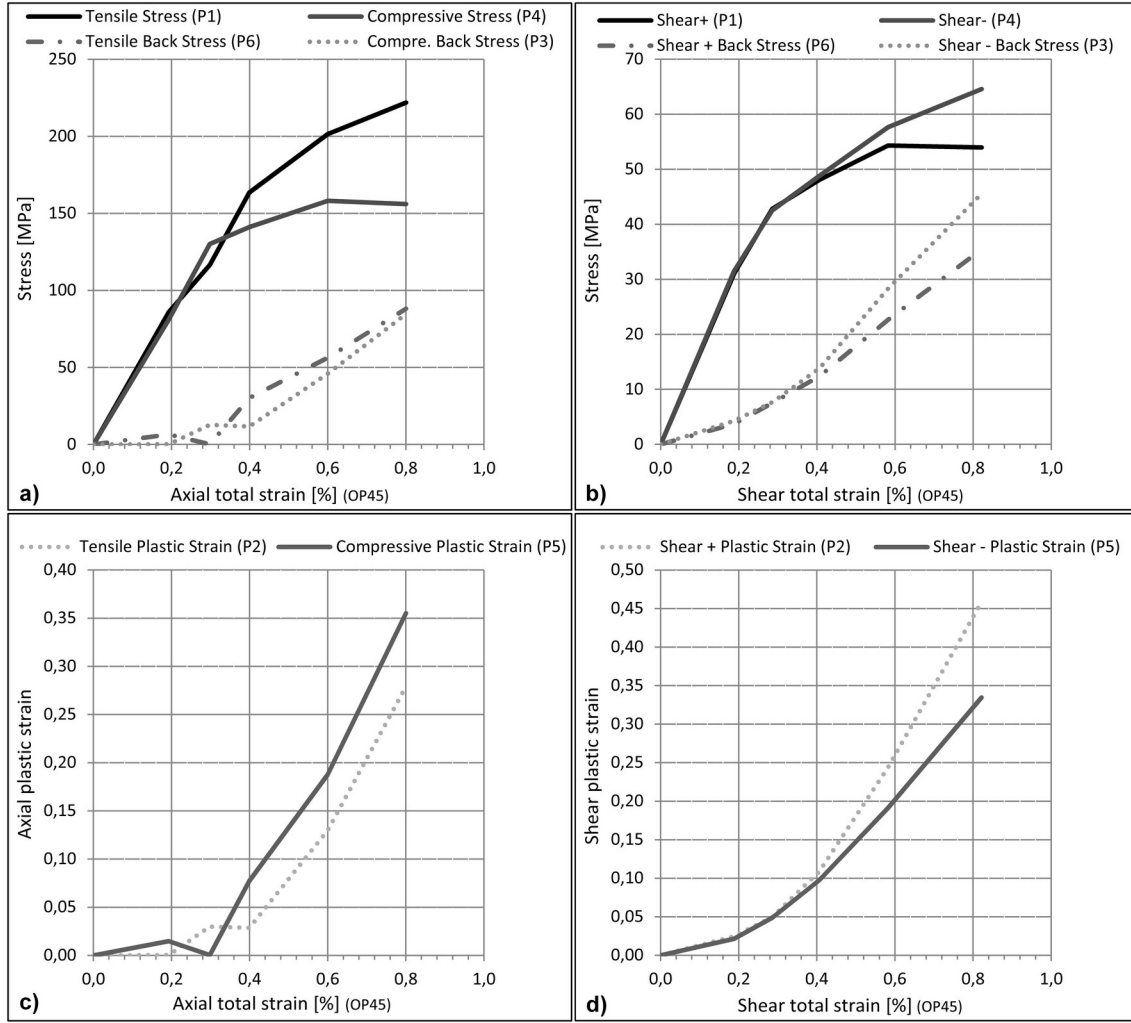 Tensile Stress (P1) Compressive Stress (P4)
Tensile Back Stress (P6) Compre. Back Stress (P3)
250
200
150
100
50
0
Stress [MPa]
0,0 0,2 0,4 0,6 0,8 1,0
a) Axial total strain [%] (OP45)
Shear+ (P1) Shear- (P4)
Shear + Back Stress (P6) Shear - Back Stress (P3)
70
60
50
40
30
20
10
0
Stress [MPa]
0,0 0,2 0,4 0,6 0,8 1,0
b) Shear total strain [%] (OP45)
Tensile Plastic Strain (P2) Compressive Plastic Strain (P5)
0,40
0,35
0,30
0,25
0,20
0,15
0,10
0,05
0,00
Axial plastic strain
0,0 0,2 0,4 0,6 0,8 1,0
c) Axial total strain [%] (OP45)
Shear + Plastic Strain (P2) Shear - Plastic Strain (P5)
0,50
0,45
0,40
0,35
0,30
0,25
0,20
0,15
0,10
0,05
0,00
Shear plastic strain
0,0 0,2 0,4 0,6 0,8 1,0
d) Shear total strain [%] (OP45)